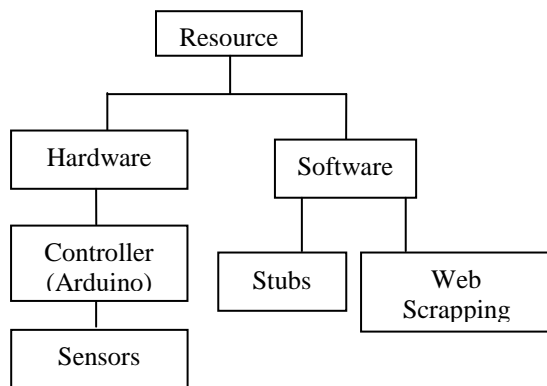 Resource
Hardware
Software
Controller
(Arduino)
Stubs
Web
Scrapping
Sensors